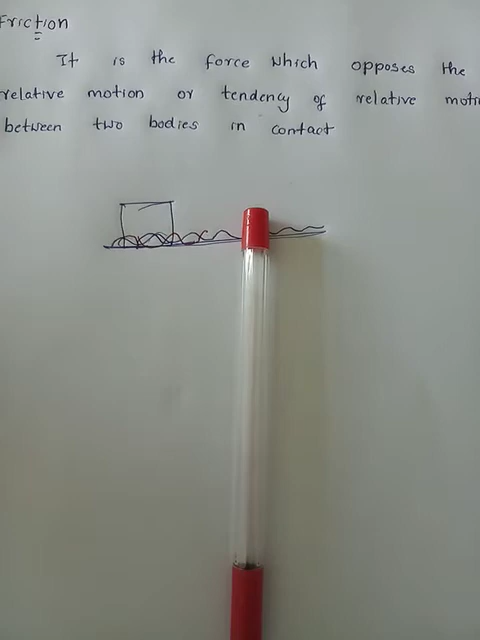 Friction
It is the force which opposes the
relative motion or tendency of relative motio
between two bodies in contact